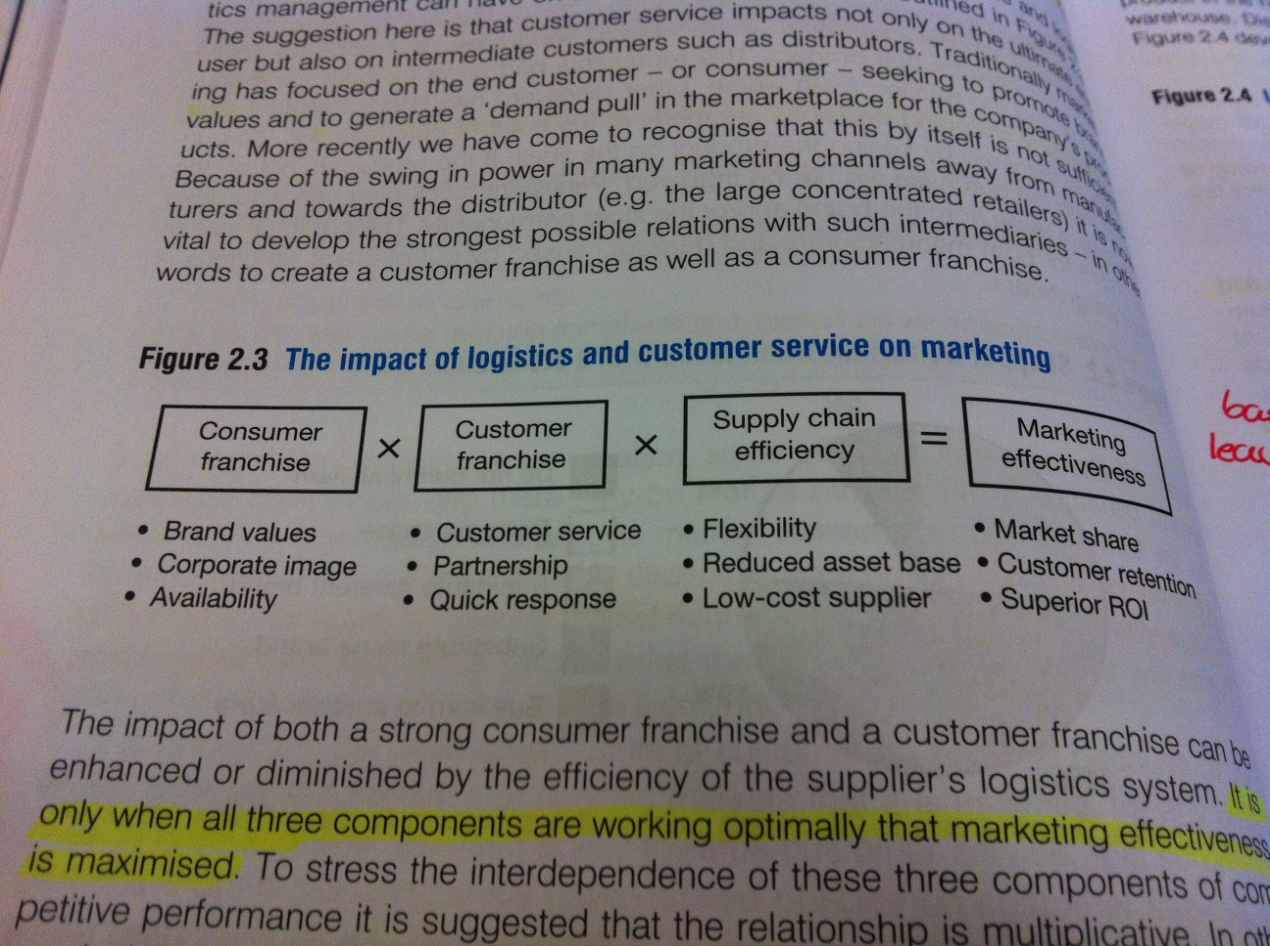 tics management can have
The suggestion here is that customer service impacts not only on the ultimate
user but also on intermediate customers such as distributors. Traditionally
ing has focused on the end customer – or consumer – seeking to promote
values and to generate a 'demand pull' in the marketplace for the company's
ucts. More recently we have come to recognise that this by itself is not
Because of the swing in power in many marketing channels away from
turers and towards the distributor (e.g. the large concentrated retailers) it is
vital to develop the strongest possible relations with such intermediaries – in
words to create a customer franchise as well as a consumer franchise.
Figure 2.3 The impact of logistics and customer service on marketing
Consumer
franchise
×
Customer
franchise
×
Supply chain
efficiency
=
Marketing
effectiveness
• Brand values
• Corporate image
• Availability
• Customer service
• Partnership
• Quick response
• Flexibility
• Reduced asset base
• Low-cost supplier
• Market share
• Customer retention
• Superior ROI
The impact of both a strong consumer franchise and a customer franchise can be
enhanced or diminished by the efficiency of the supplier's logistics system. It is
only when all three components are working optimally that marketing effectiveness
is maximised. To stress the interdependence of these three components of com
petitive performance it is suggested that the relationship is multiplicative. In
warehouse.
Figure 2.4
Figure 2.4